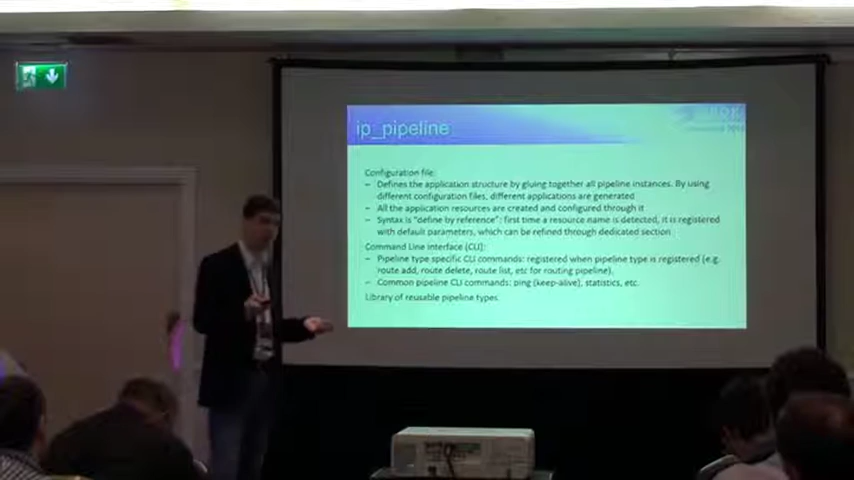 ip_pipeline
Configuration file:
– Defines the application structure by gluing together all pipeline instances. By using
different configuration files, different applications are generated
– All the application resources are created and configured through it
– Syntax is "define by reference": first time a resource name is detected, it is registered
with default parameters, which can be refined through dedicated section
Command Line interface (CLI):
– Pipeline type specific CLI commands: registered when pipeline type is registered (e.g.
route add, route delete, route list, etc for routing pipeline).
– Common pipeline CLI commands: ping (keep-alive), statistics, etc.
Library of reusable pipeline types